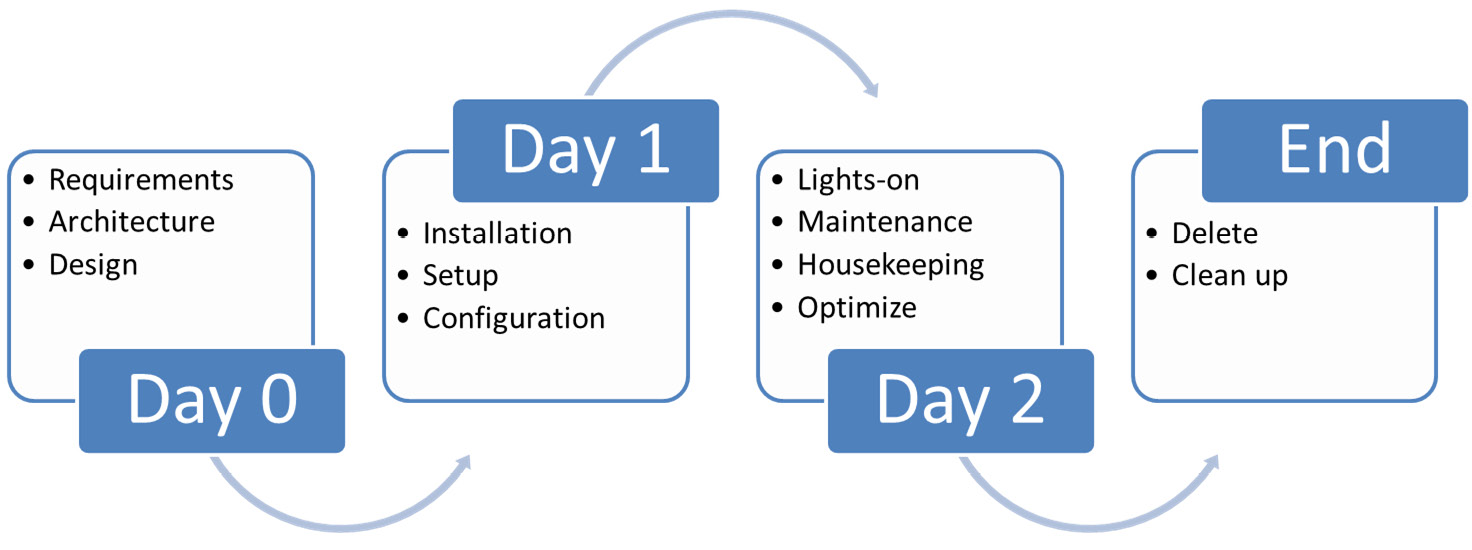 Day 0
• Requirements
• Architecture
• Design
Day 1
• Installation
• Setup
• Configuration
Day 2
• Lights-on
• Maintenance
• Housekeeping
• Optimize
End
• Delete
• Clean up